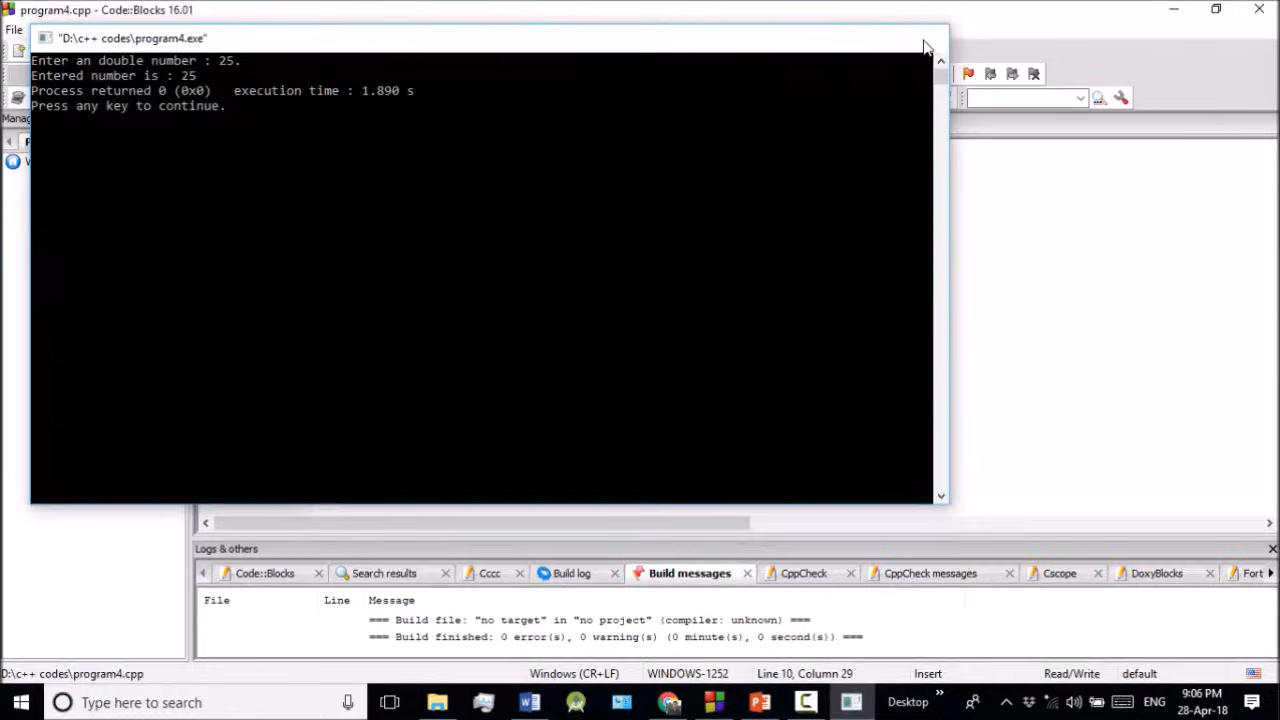 program4.cpp - Code::Blocks 16.01
File
"D:\c++ codes\program4.exe"
Enter an double number : 25.
Entered number is : 25
Process returned 0 (0x0)   execution time : 1.890 s
Press any key to continue.
Logs & others
Code::Blocks
Search results
Cccc
Build log
Build messages
CppCheck
CppCheck messages
Cscope
DoxyBlocks
Fort
File Line Message
=== Build file: "no target" in "no project" (compiler: unknown) ===
=== Build finished: 0 error(s), 0 warning(s) (0 minute(s), 0 second(s)) ===
D:\c++ codes\program4.cpp Windows (CR+LF) WINDOWS-1252 Line 10, Column 29 Insert Read/Write default
Type here to search
Desktop
ENG
9:06 PM
28-Apr-18